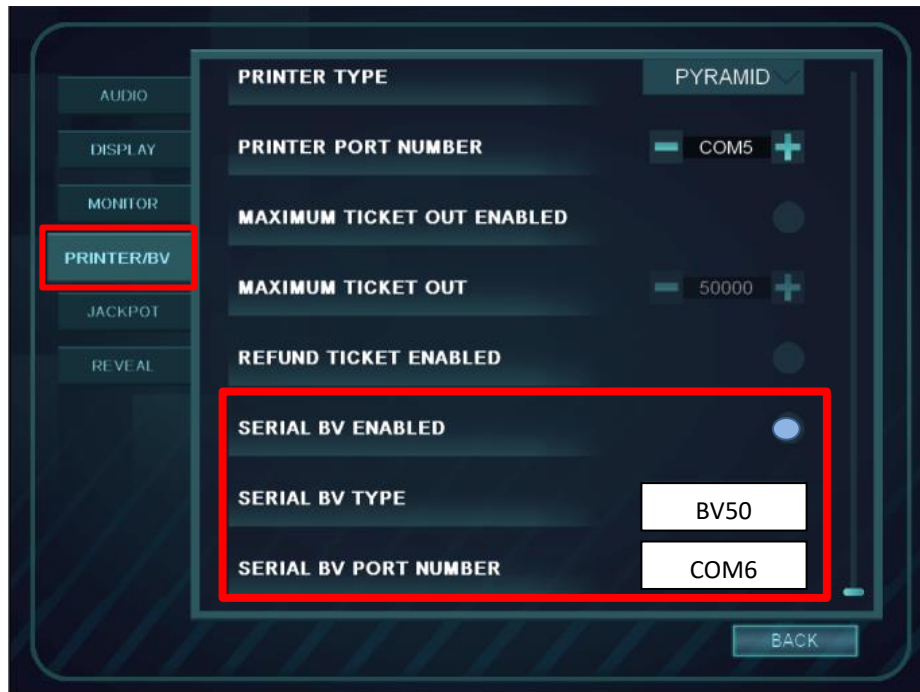 AUDIO
DISPLAY
MONITOR
PRINTER/BV
JACKPOT
REVEAL
PRINTER TYPE PYRAMID
PRINTER PORT NUMBER COM5
MAXIMUM TICKET OUT ENABLED
MAXIMUM TICKET OUT 50000
REFUND TICKET ENABLED
SERIAL BV ENABLED
SERIAL BV TYPE BV50
SERIAL BV PORT NUMBER COM6
BACK